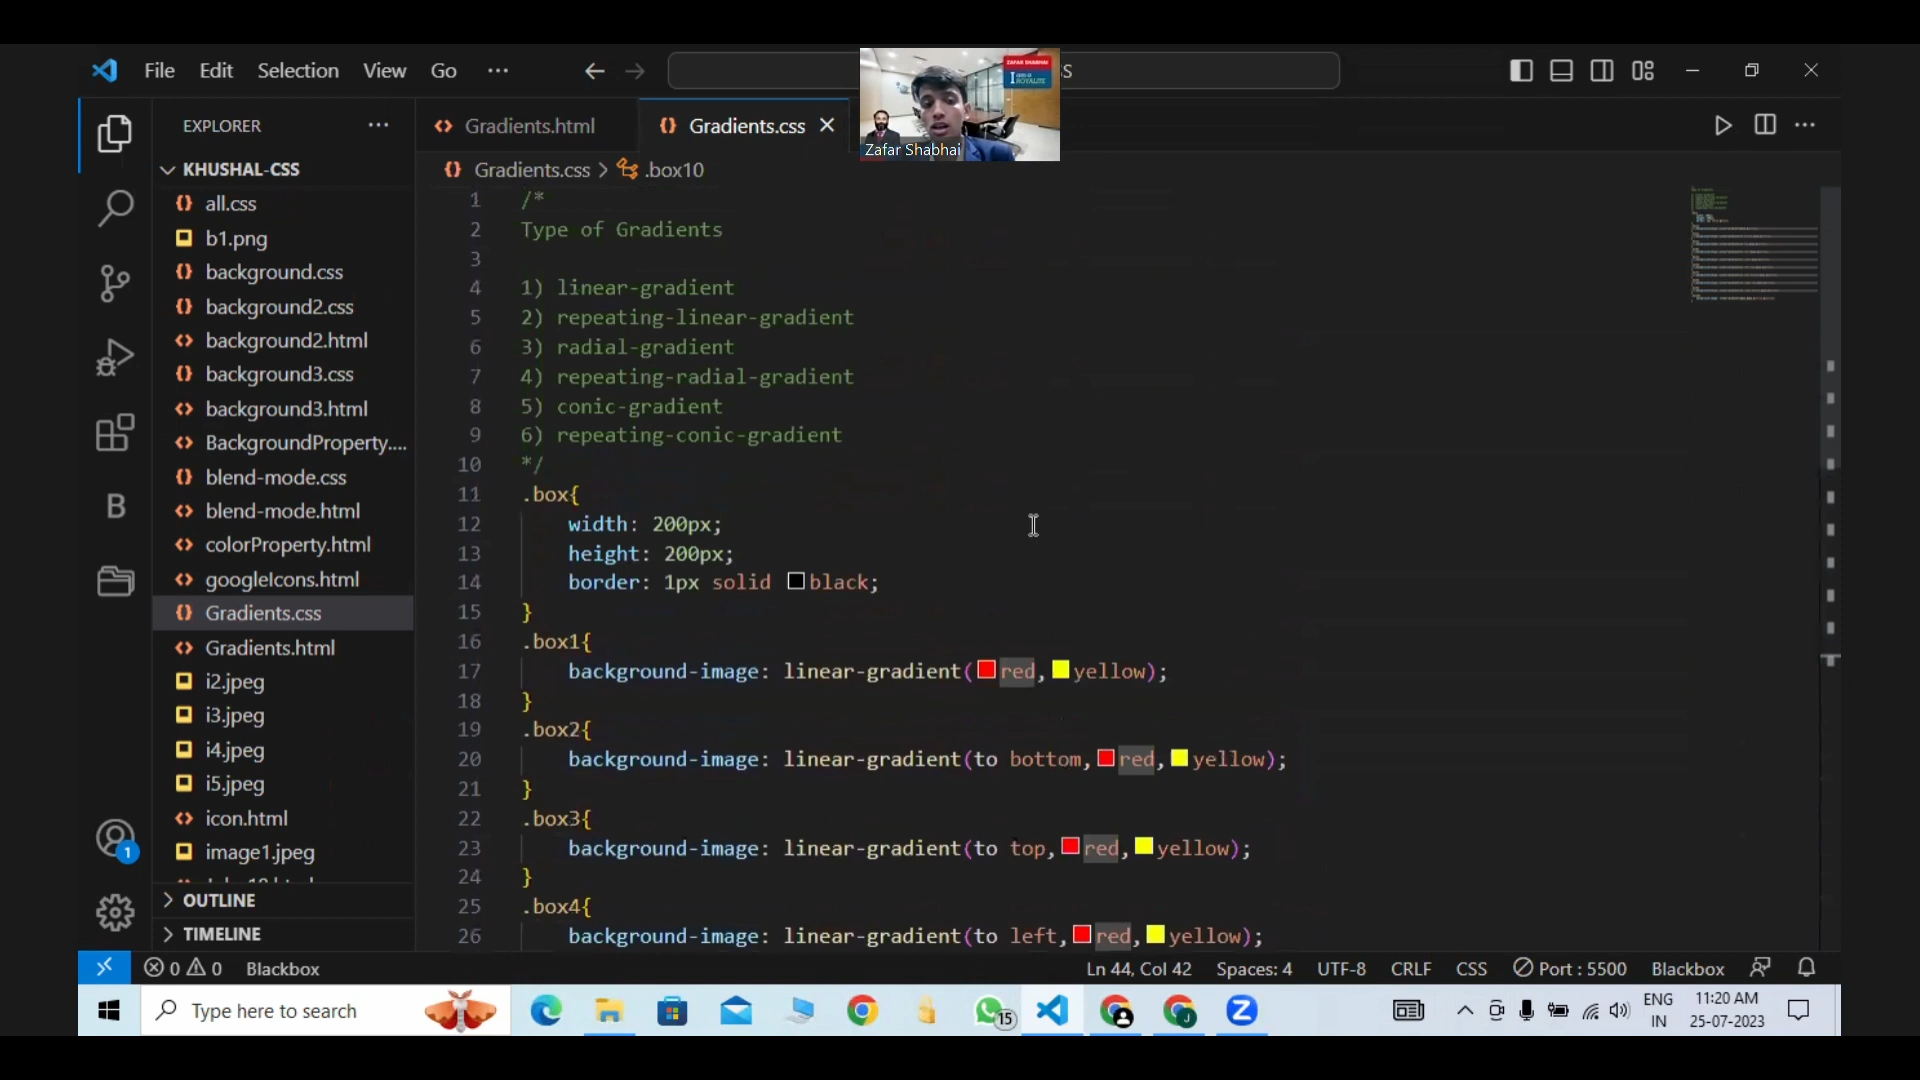 File Edit Selection View Go ...
ZAFAR SHABHAI
Zafar Shabhai
EXPLORER ...
Gradients.html
Gradients.css
KHUSHAL-CSS
Gradients.css > .box10
all.css
b1.png
background.css
background2.css
background2.html
background3.css
background3.html
BackgroundProperty....
blend-mode.css
blend-mode.html
colorProperty.html
googleIcons.html
Gradients.css
Gradients.html
i2.jpeg
i3.jpeg
i4.jpeg
i5.jpeg
icon.html
image1.jpeg
OUTLINE
TIMELINE
1 /*
2 Type of Gradients
3
4 1) linear-gradient
5 2) repeating-linear-gradient
6 3) radial-gradient
7 4) repeating-radial-gradient
8 5) conic-gradient
9 6) repeating-conic-gradient
10 */
11 .box{
12 width: 200px;
13 height: 200px;
14 border: 1px solid black;
15 }
16 .box1{
17 background-image: linear-gradient(red,yellow);
18 }
19 .box2{
20 background-image: linear-gradient(to bottom,red,yellow);
21 }
22 .box3{
23 background-image: linear-gradient(to top,red,yellow);
24 }
25 .box4{
26 background-image: linear-gradient(to left,red,yellow);
B
1
0 0 Blackbox
Ln 44, Col 42 Spaces: 4 UTF-8 CRLF CSS Port : 5500 Blackbox
Type here to search
15
ENG
IN
11:20 AM
25-07-2023